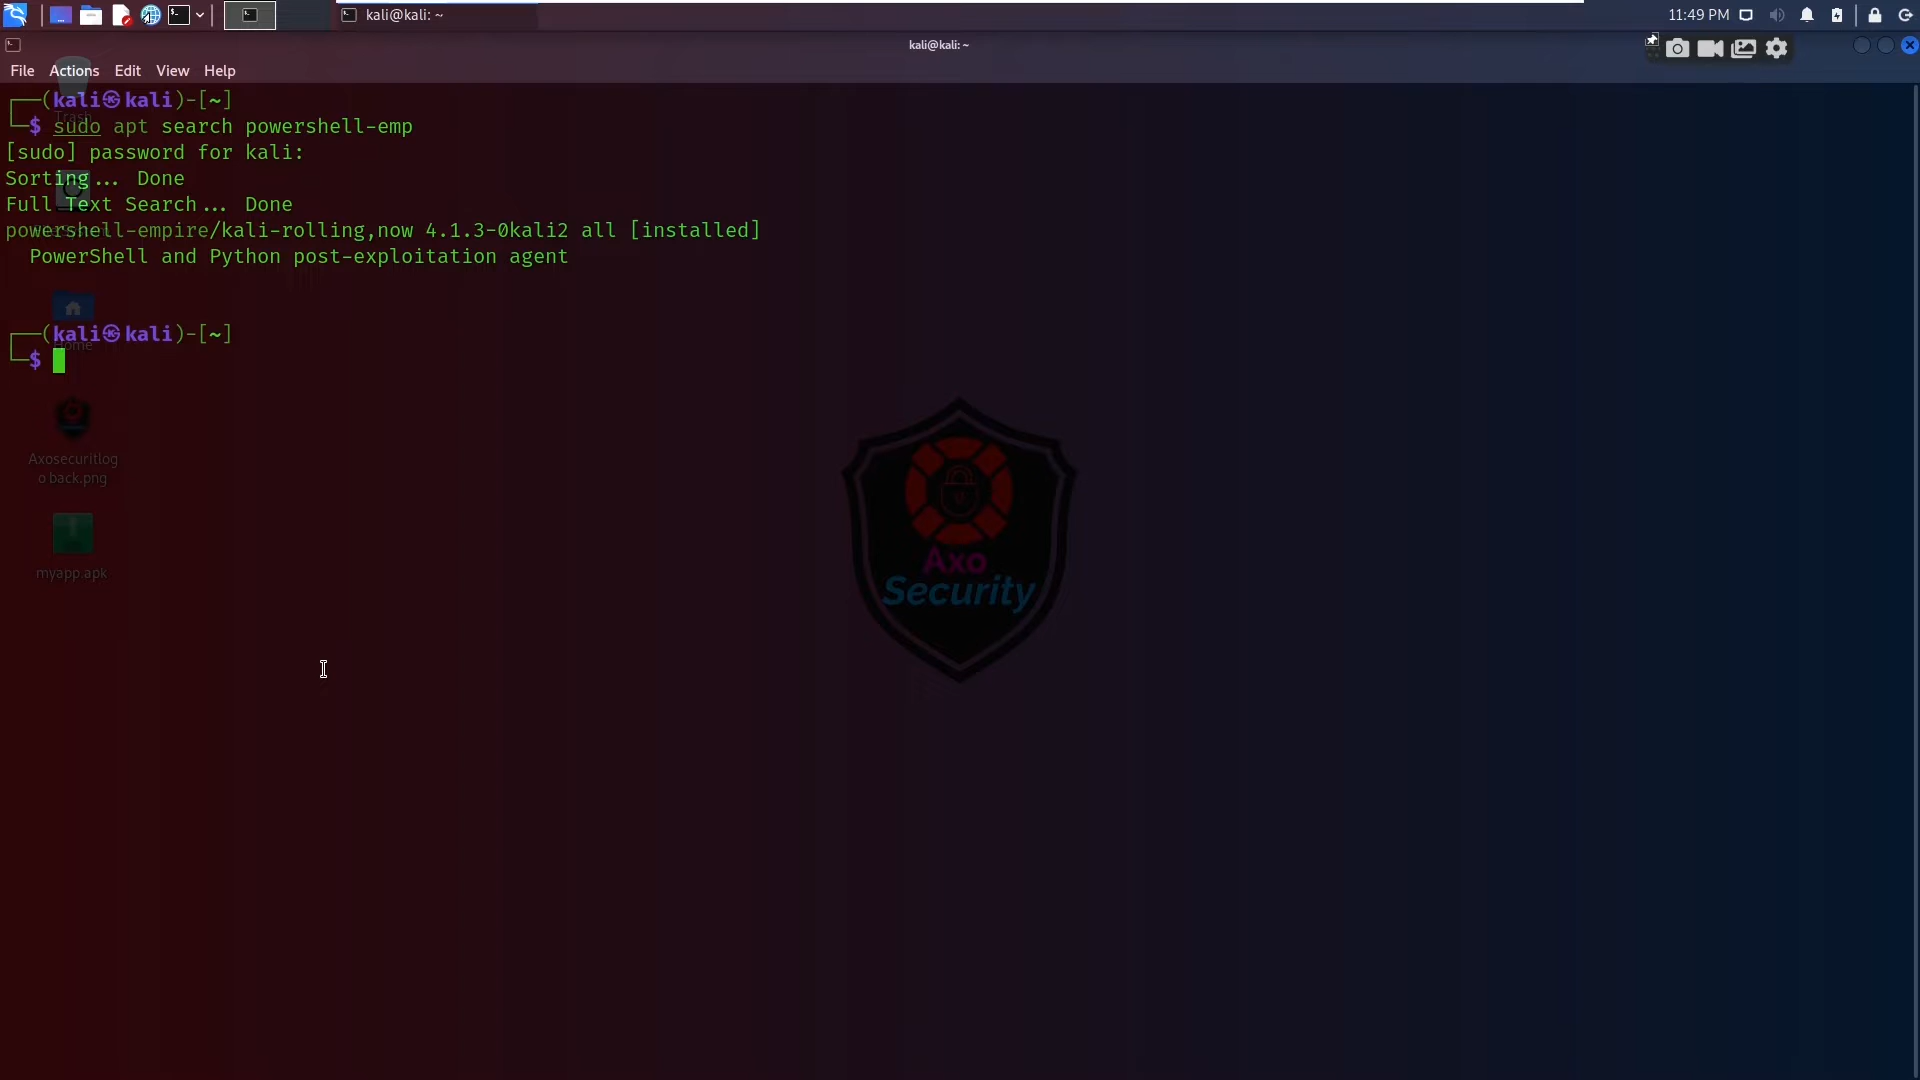 kali@kali: ~
11:49 PM
kali@kali: ~
File Actions Edit View Help
(kali㉿kali)-[~]
$ sudo apt search powershell-emp
[sudo] password for kali:
Sorting... Done
Full Text Search... Done
powershell-empire/kali-rolling,now 4.1.3-0kali2 all [installed]
PowerShell and Python post-exploitation agent
(kali㉿kali)-[~]
$
Trash
Home
Axosecuritlog
o back.png
myapp.apk
Axo
Security